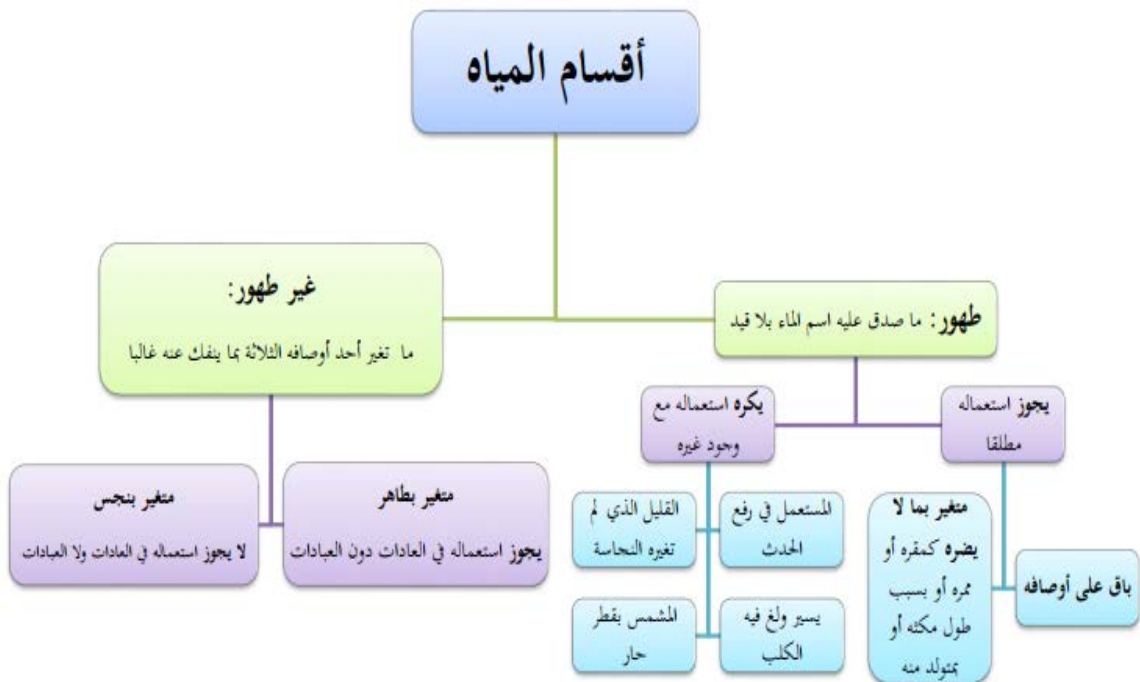 أقسام المياه
طهور: ما صدق عليه اسم الماء بلا قيد
يجوز استعماله
مطلقا
باق على أوصافه
متغير بما لا
يضره كمقره أو
ممره أو بسبب
طول مكثه أو
بمتولد منه
يكره استعماله مع
وجود غيره
المستعمل في رفع
الحدث
القليل الذي لم
تغيره النجاسة
يسير ولغ فيه
الكلب
المشمس بقطر
حار
غير طهور:
ما تغير أحد أوصافه الثلاثة بما ينفك عنه غالبا
متغير بطاهر
يجوز استعماله في العادات دون العبادات
متغير بنجس
لا يجوز استعماله في العادات ولا العبادات